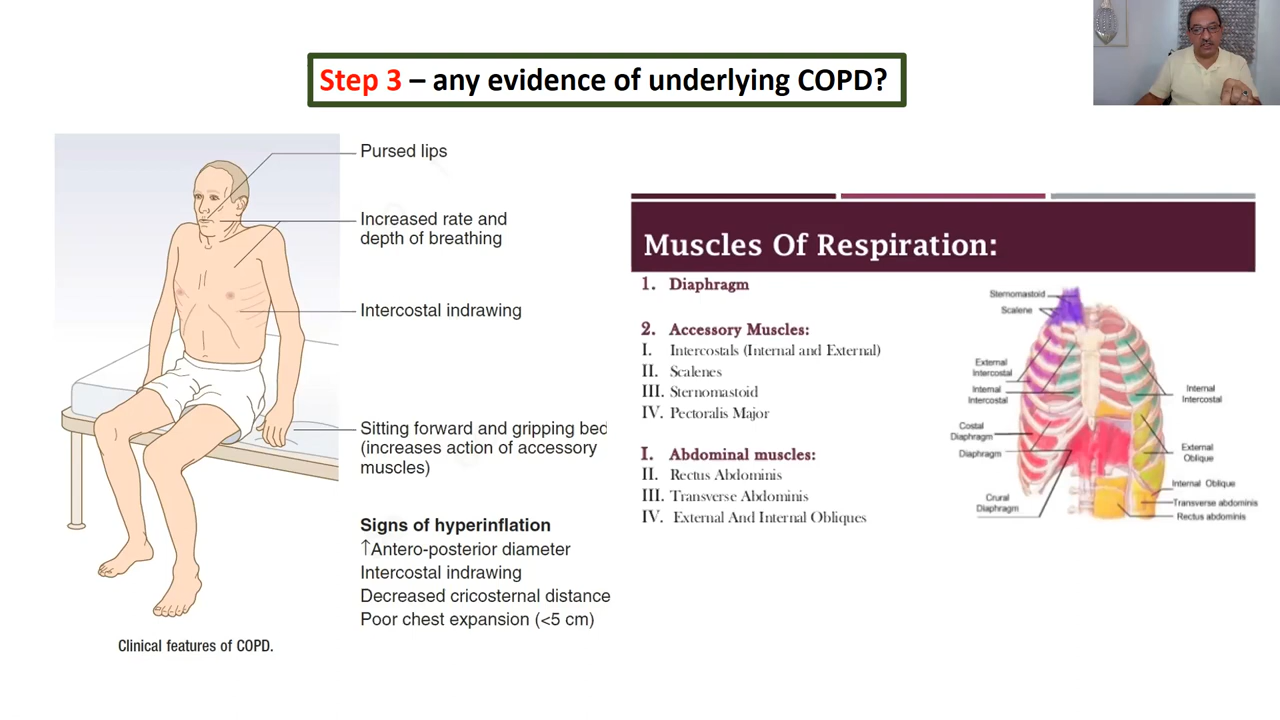 Step 3 – any evidence of underlying COPD?
Pursed lips
Increased rate and
depth of breathing
Intercostal indrawing
Sitting forward and gripping bed
(increases action of accessory
muscles)
Signs of hyperinflation
↑Antero-posterior diameter
Intercostal indrawing
Decreased cricosternal distance
Poor chest expansion (<5 cm)
Clinical features of COPD.
Muscles Of Respiration:
1. Diaphragm
2. Accessory Muscles:
I. Intercostals (Internal and External)
II. Scalenes
III. Sternomastoid
IV. Pectoralis Major
I. Abdominal muscles:
II. Rectus Abdominis
III. Transverse Abdominis
IV. External And Internal Obliques
Sternomastoid
Scalene
External
Intercostal
Internal
Intercostal
Costal
Diaphragm
Diaphragm
Crural
Diaphragm
Internal
Intercostal
External
Oblique
Internal Oblique
Transverse abdominis
Rectus abdominis